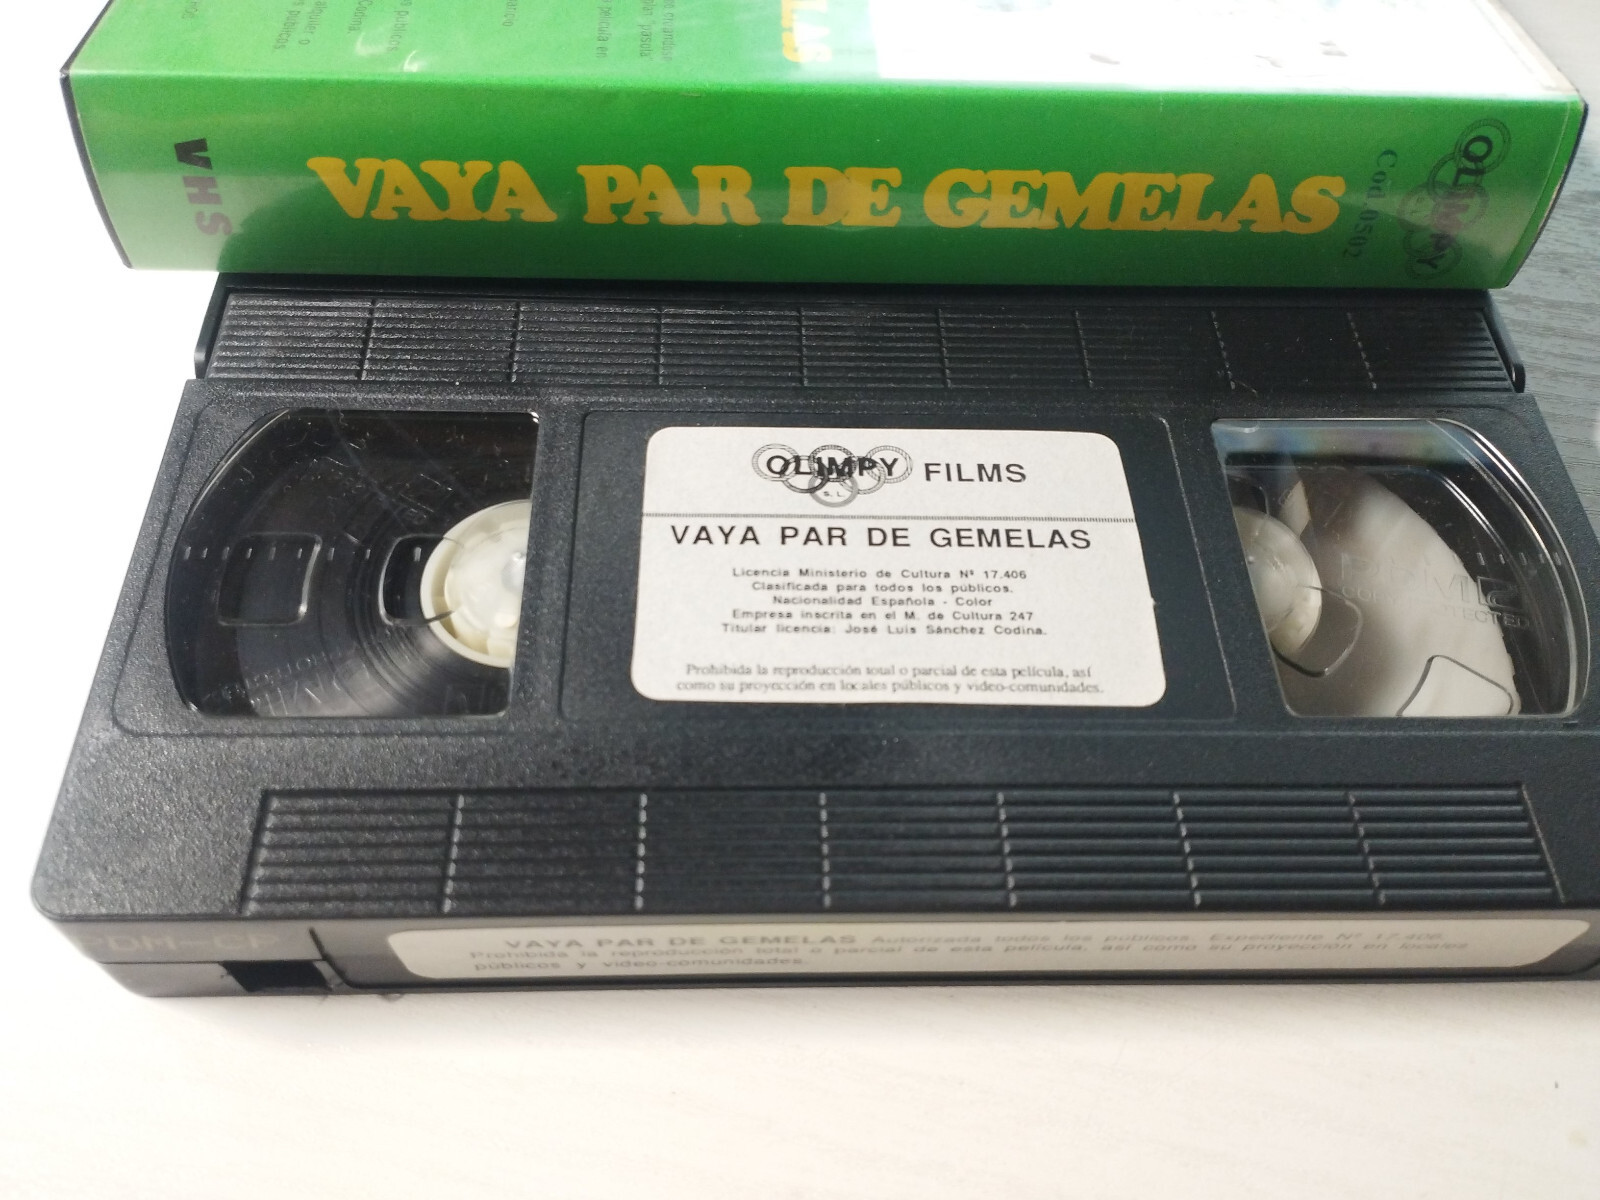 VHS
VAYA PAR DE GEMELAS
Cod. 0502
OLIMPY
OLIMPY FILMS
S. L.
VAYA PAR DE GEMELAS
Licencia Ministerio de Cultura Nº 17.406
Clasificada para todos los públicos.
Nacionalidad Española - Color
Empresa inscrita en el M. de Cultura 247
Titular licencia: José Luis Sánchez Codina.
Prohibida la reproducción total o parcial de esta película, así
como su proyección en locales públicos y video-comunidades.
VAYA PAR DE GEMELAS Autorizada todos los públicos. Expediente Nº 17.406.
Prohibida la reproducción total o parcial de esta película, así como su proyección en locales
públicos y video-comunidades.